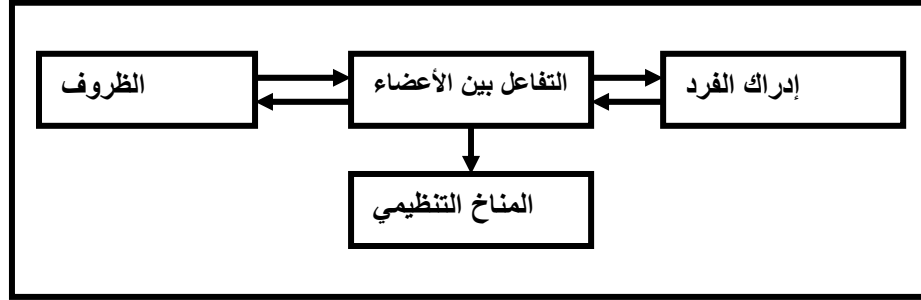 إدراك الفرد
التفاعل بين الأعضاء
الظروف
المناخ التنظيمي